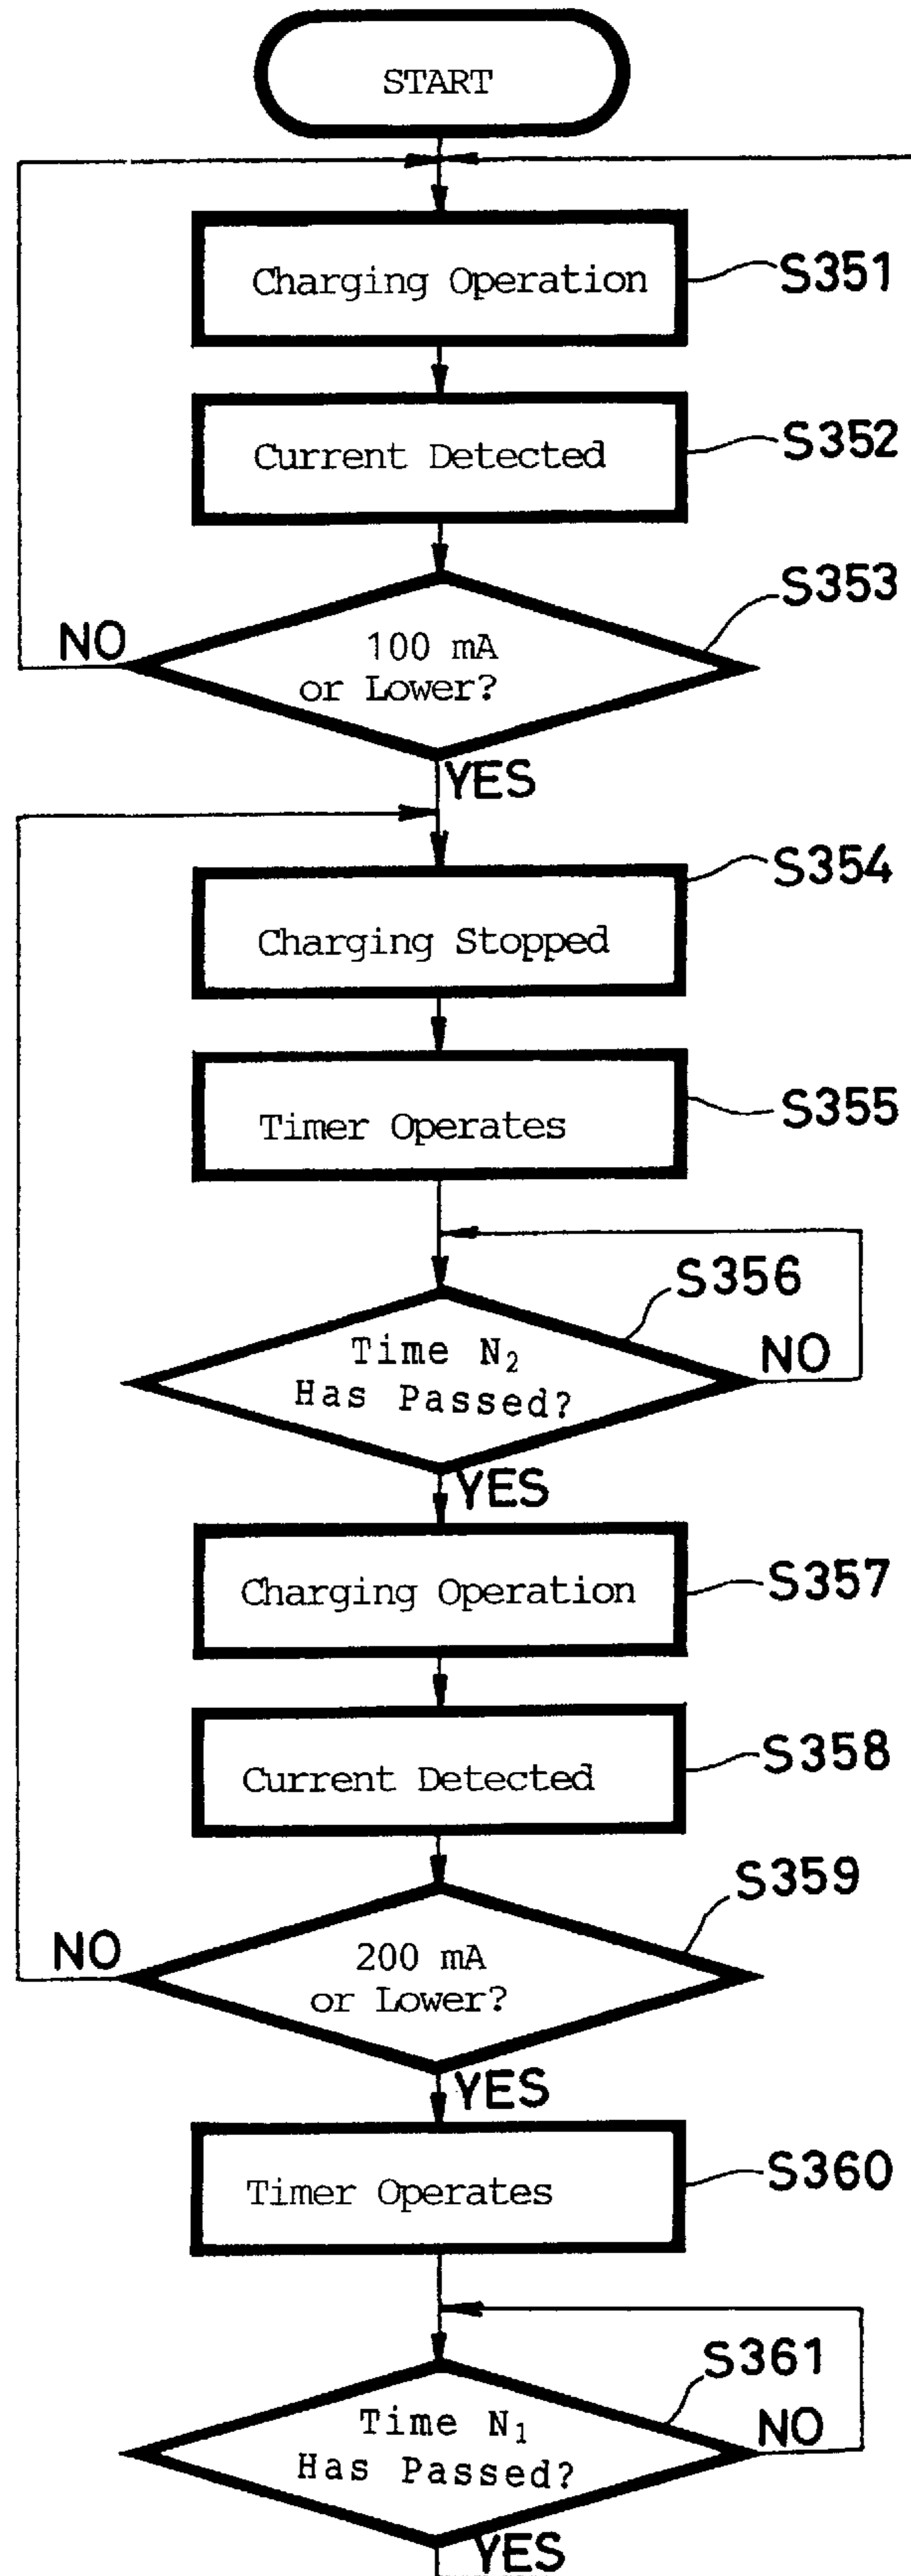 START
Charging Operation
S351
Current Detected
S352
S353
NO
100 mA
or Lower?
YES
S354
Charging Stopped
Timer Operates
S355
S356
Time N₂
Has Passed?
NO
YES
Charging Operation
S357
Current Detected
S358
S359
NO
200 mA
or Lower?
YES
Timer Operates
S360
S361
Time N₁
Has Passed?
NO
YES